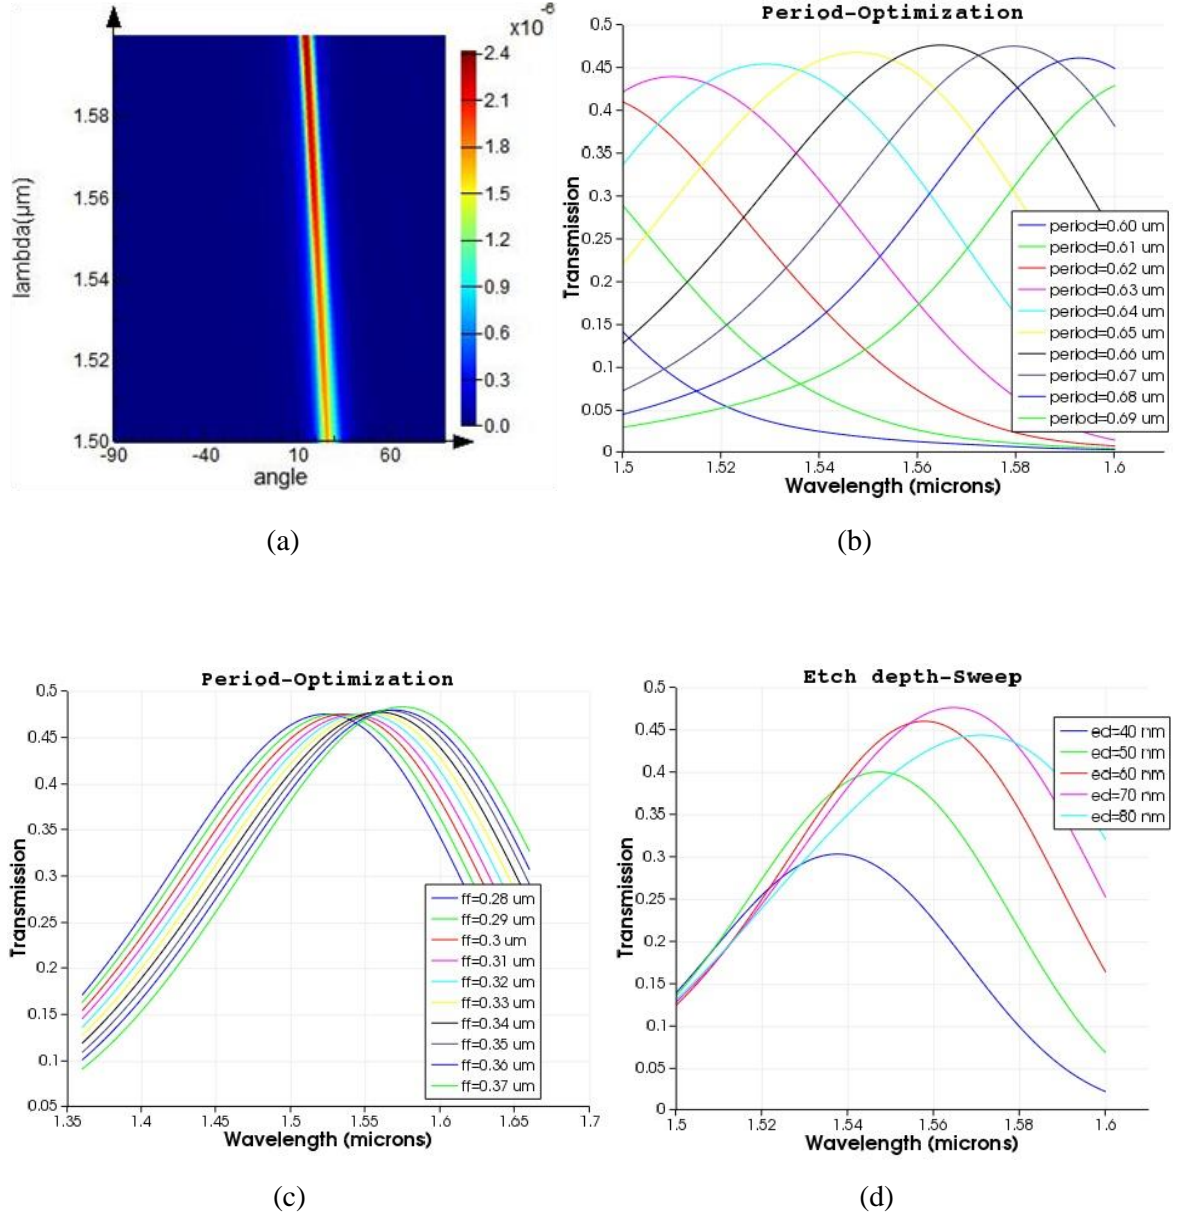 x10^-6
2.4
2.1
1.8
1.5
1.2
0.9
0.6
0.3
0.0
1.58
1.56
1.54
1.52
1.50
lambda(μm)
-90 -40 10 60
angle
(a)
Period-Optimization
0.5
0.45
0.4
0.35
0.3
0.25
0.2
0.15
0.1
0.05
0
Transmission
1.5 1.52 1.54 1.56 1.58 1.6
Wavelength (microns)
period=0.60 um
period=0.61 um
period=0.62 um
period=0.63 um
period=0.64 um
period=0.65 um
period=0.66 um
period=0.67 um
period=0.68 um
period=0.69 um
(b)
Period-Optimization
0.5
0.45
0.4
0.35
0.3
0.25
0.2
0.15
0.1
0.05
Transmission
1.35 1.4 1.45 1.5 1.55 1.6 1.65 1.7
Wavelength (microns)
ff=0.28 um
ff=0.29 um
ff=0.3 um
ff=0.31 um
ff=0.32 um
ff=0.33 um
ff=0.34 um
ff=0.35 um
ff=0.36 um
ff=0.37 um
(c)
Etch depth-Sweep
0.5
0.45
0.4
0.35
0.3
0.25
0.2
0.15
0.1
0.05
0
Transmission
1.5 1.52 1.54 1.56 1.58 1.6
Wavelength (microns)
ed=40 nm
ed=50 nm
ed=60 nm
ed=70 nm
ed=80 nm
(d)